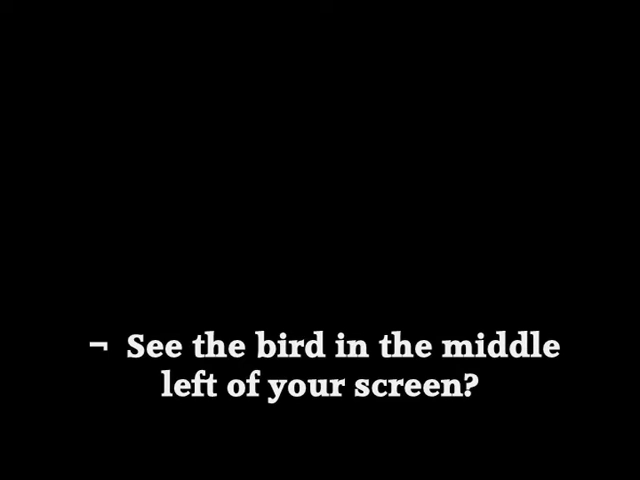 ¬ See the bird in the middle
left of your screen?